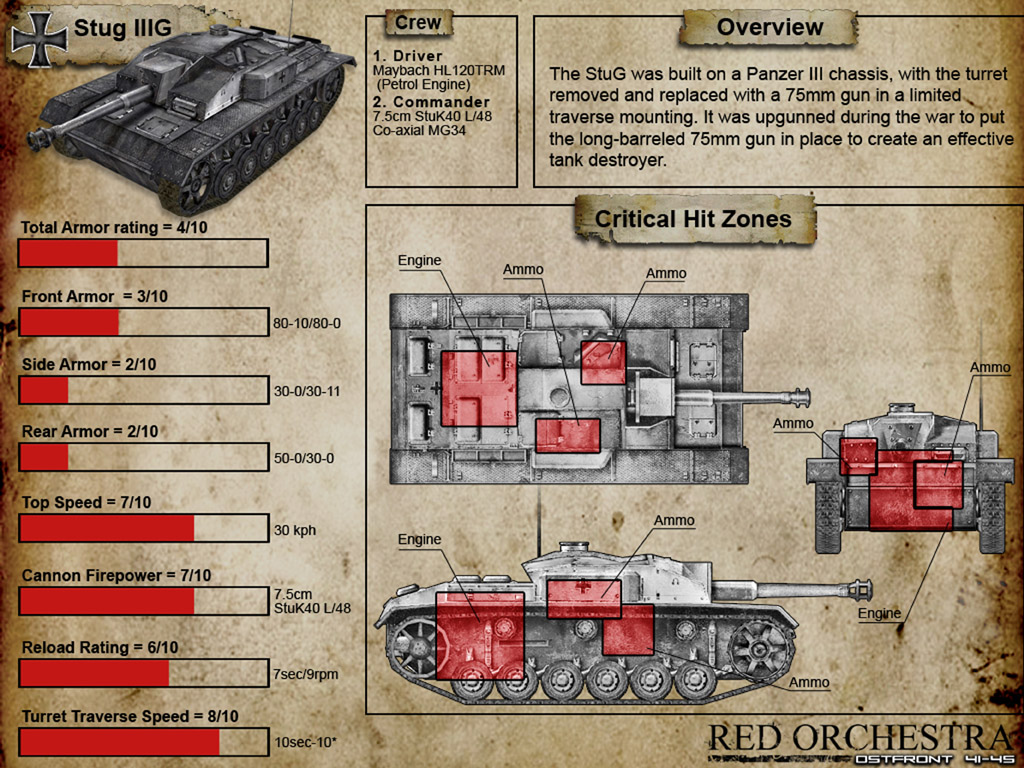 Stug IIIG
Crew
1. Driver
Maybach HL120TRM
(Petrol Engine)
2. Commander
7.5cm StuK40 L/48
Co-axial MG34
Overview
The StuG was built on a Panzer III chassis, with the turret
removed and replaced with a 75mm gun in a limited
traverse mounting. It was upgunned during the war to put
the long-barreled 75mm gun in place to create an effective
tank destroyer.
Total Armor rating = 4/10
Front Armor = 3/10
80-10/80-0
Side Armor = 2/10
30-0/30-11
Rear Armor = 2/10
50-0/30-0
Top Speed = 7/10
30 kph
Cannon Firepower = 7/10
7.5cm
StuK40 L/48
Reload Rating = 6/10
7sec/9rpm
Turret Traverse Speed = 8/10
10sec-10*
Critical Hit Zones
Engine
Ammo
Ammo
Ammo
Ammo
Engine
Engine
Ammo
Ammo
RED ORCHESTRA
OSTFRONT 41-45